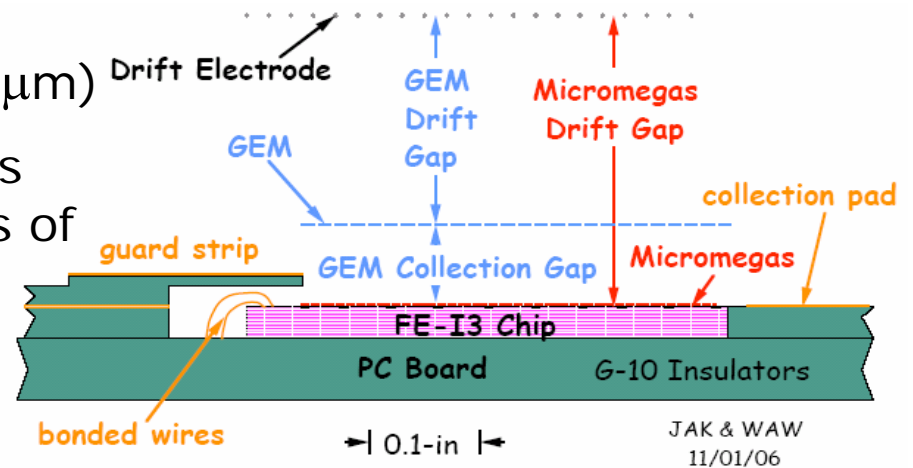 μm)
s
s of
Drift Electrode
GEM
Drift
Gap
Micromegas
Drift Gap
GEM
collection pad
guard strip
GEM Collection Gap
Micromegas
FE-I3 Chip
PC Board
G-10 Insulators
bonded wires
0.1-in
JAK & WAW
11/01/06